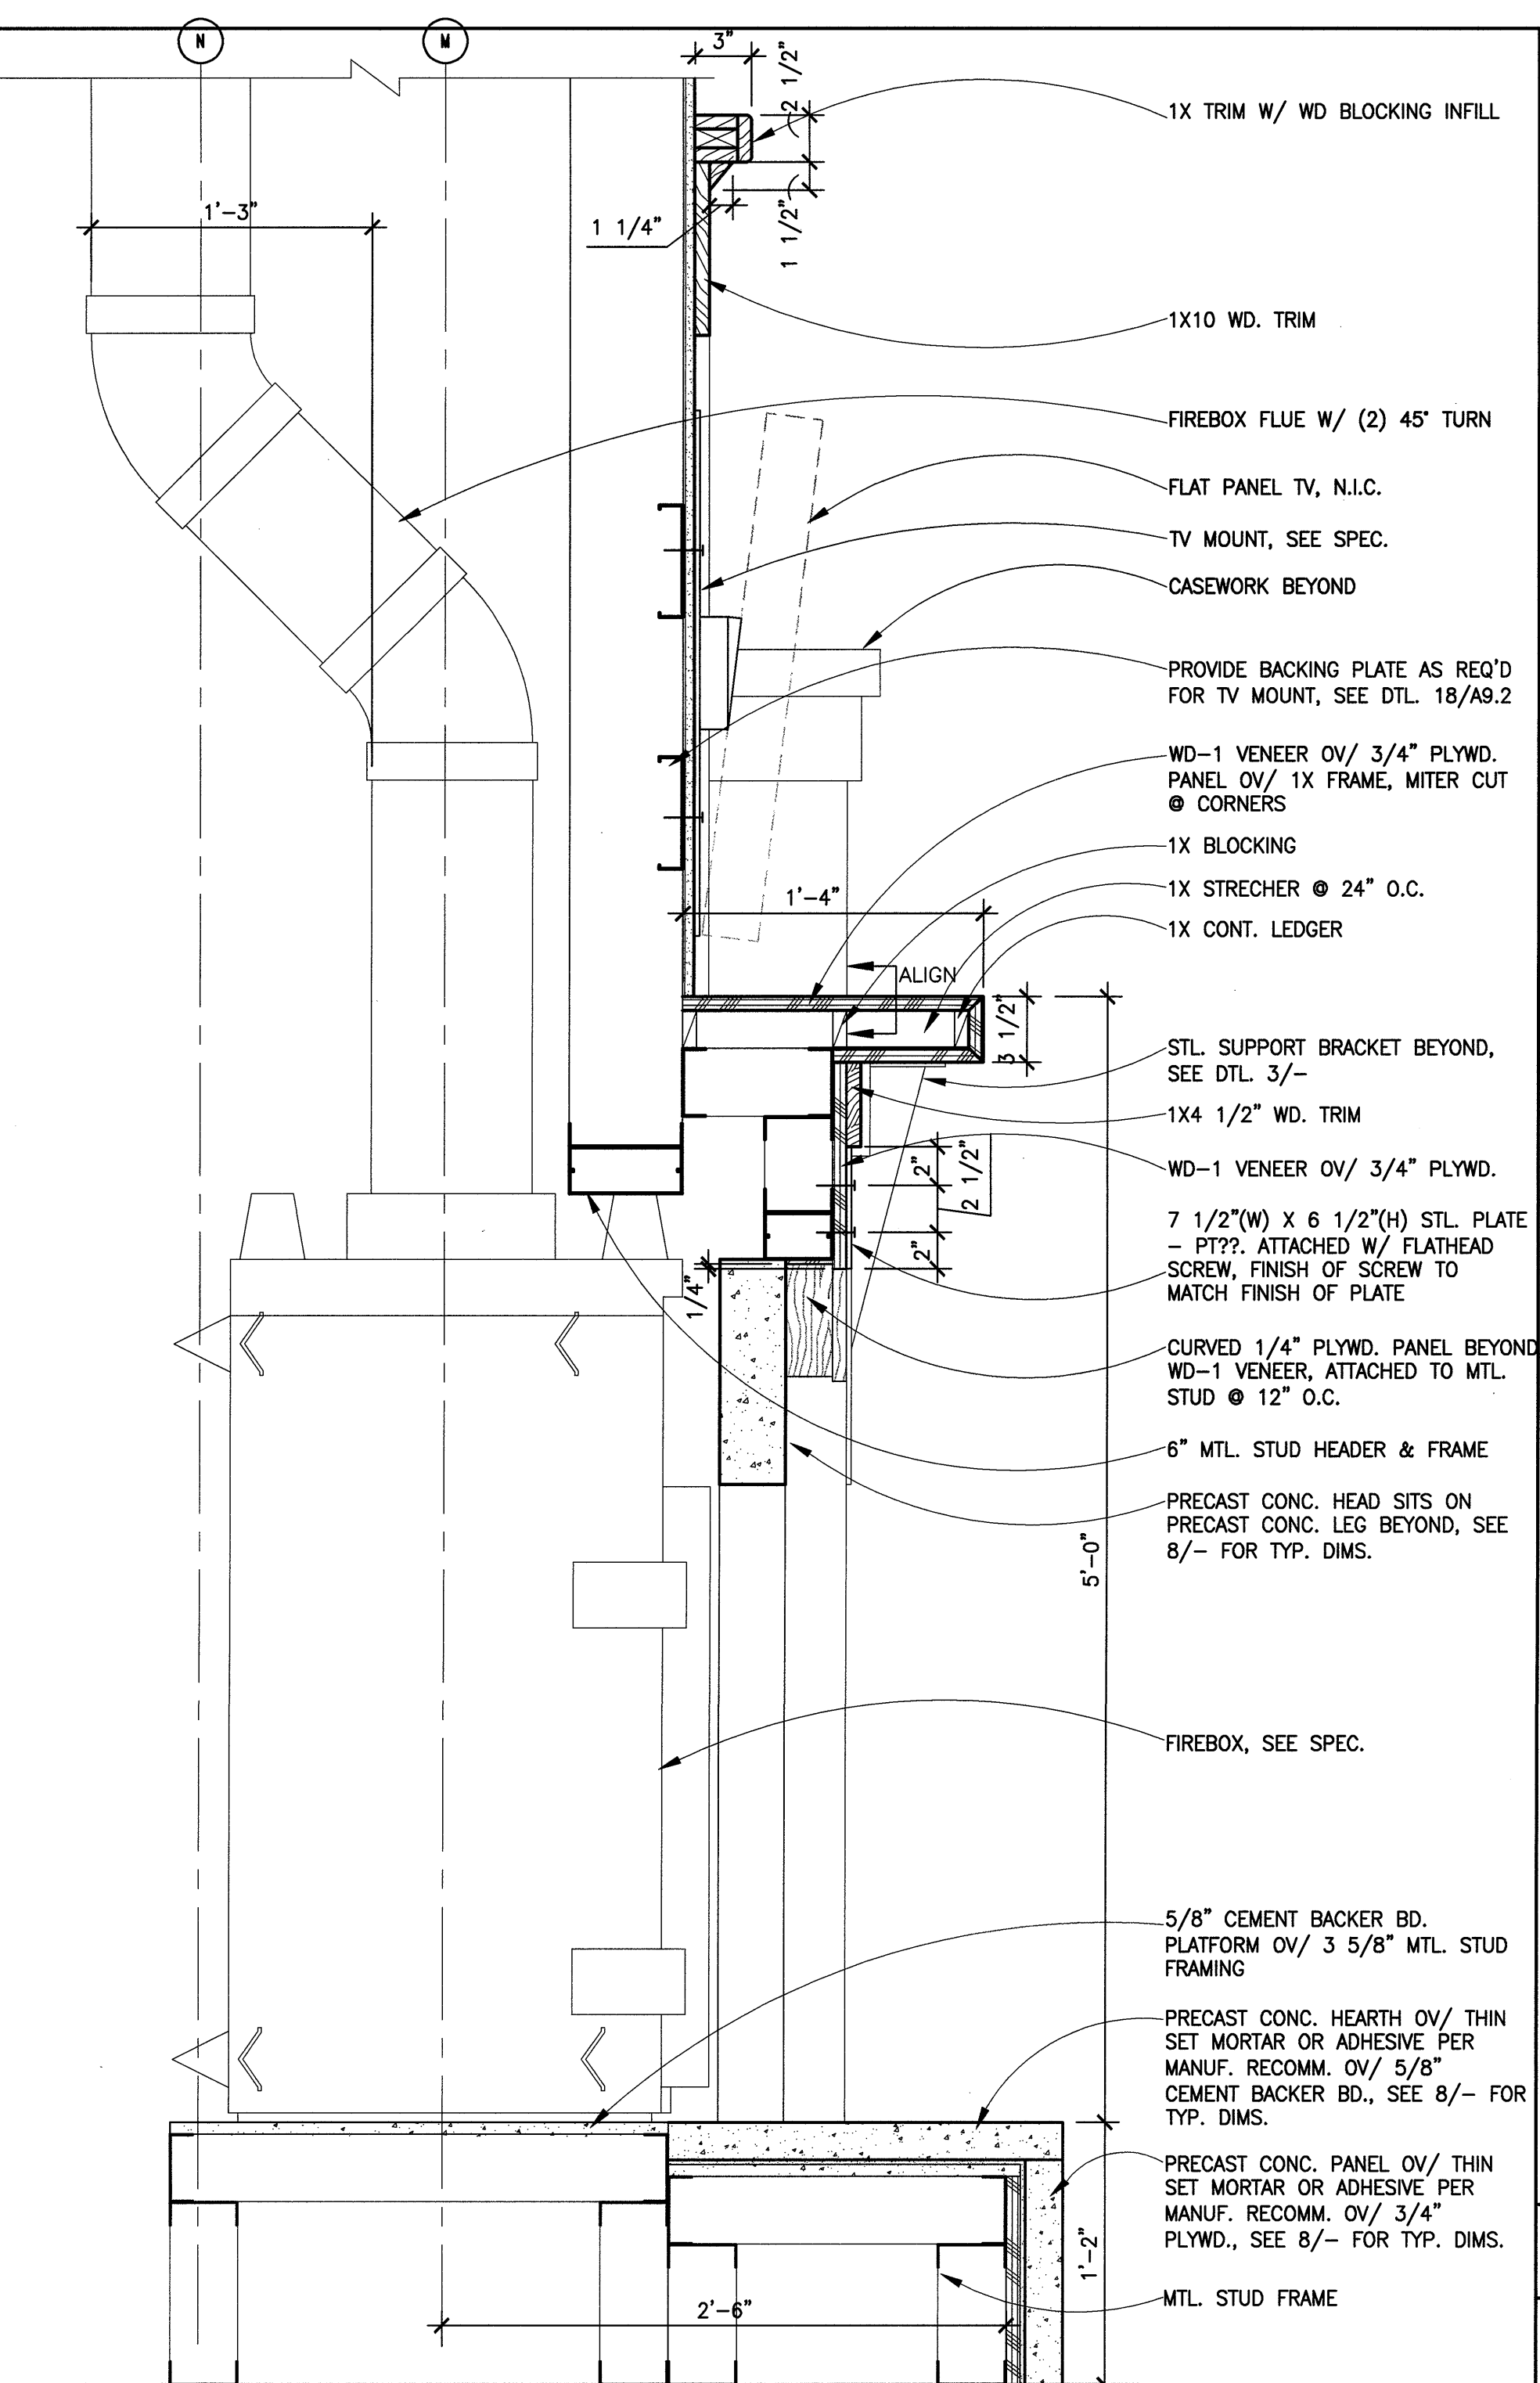 N
M
3"
2 1/2"
1X TRIM W/ WD BLOCKING INFILL
1'-3"
1 1/4"
1 1/2"
1X10 WD. TRIM
FIREBOX FLUE W/ (2) 45° TURN
FLAT PANEL TV, N.I.C.
TV MOUNT, SEE SPEC.
CASEWORK BEYOND
PROVIDE BACKING PLATE AS REQ'D
FOR TV MOUNT, SEE DTL. 18/A9.2
WD-1 VENEER OV/ 3/4" PLYWD.
PANEL OV/ 1X FRAME, MITER CUT
@ CORNERS
1X BLOCKING
1'-4"
1X STRECHER @ 24" O.C.
1X CONT. LEDGER
ALIGN
3 1/2"
STL. SUPPORT BRACKET BEYOND,
SEE DTL. 3/-
1X4 1/2" WD. TRIM
2"
2 1/2"
2"
WD-1 VENEER OV/ 3/4" PLYWD.
7 1/2"(W) X 6 1/2"(H) STL. PLATE
- PT??. ATTACHED W/ FLATHEAD
SCREW, FINISH OF SCREW TO
MATCH FINISH OF PLATE
1/4"
CURVED 1/4" PLYWD. PANEL BEYOND
WD-1 VENEER, ATTACHED TO MTL.
STUD @ 12" O.C.
6" MTL. STUD HEADER & FRAME
PRECAST CONC. HEAD SITS ON
PRECAST CONC. LEG BEYOND, SEE
8/- FOR TYP. DIMS.
5'-0"
FIREBOX, SEE SPEC.
5/8" CEMENT BACKER BD.
PLATFORM OV/ 3 5/8" MTL. STUD
FRAMING
PRECAST CONC. HEARTH OV/ THIN
SET MORTAR OR ADHESIVE PER
MANUF. RECOMM. OV/ 5/8"
CEMENT BACKER BD., SEE 8/- FOR
TYP. DIMS.
PRECAST CONC. PANEL OV/ THIN
SET MORTAR OR ADHESIVE PER
MANUF. RECOMM. OV/ 3/4"
PLYWD., SEE 8/- FOR TYP. DIMS.
1'-2"
MTL. STUD FRAME
2'-6"